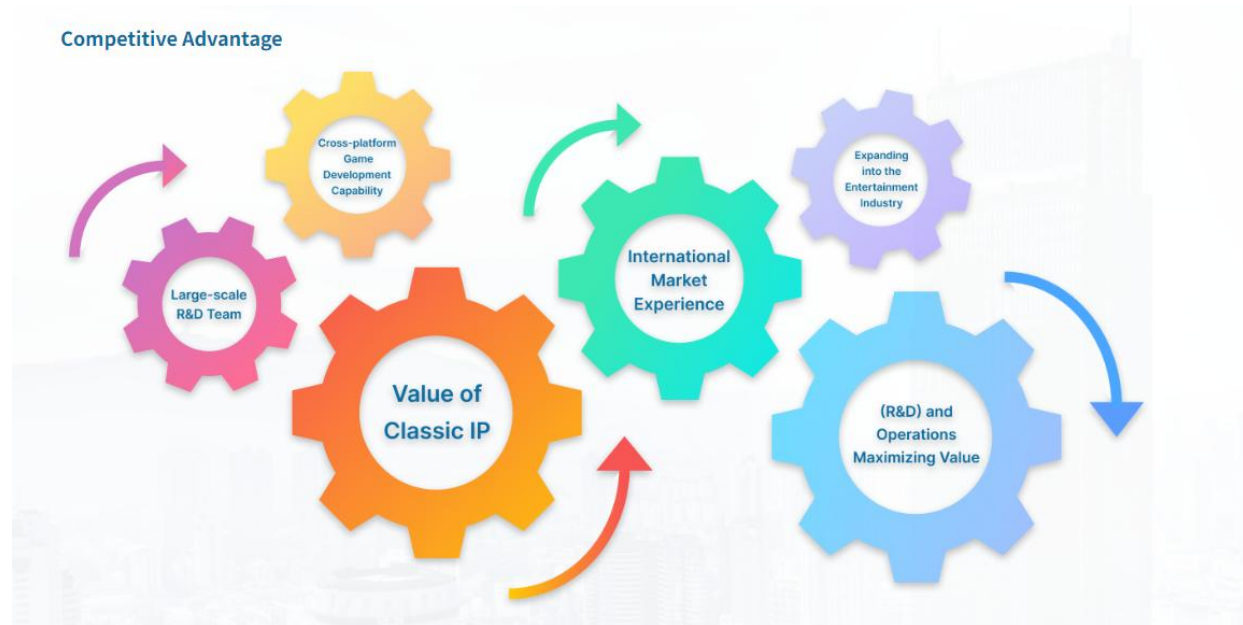 Competitive Advantage
Cross-platform
Game
Development
Capability
Large-scale
R&D Team
Value of
Classic IP
International
Market
Experience
Expanding
into the
Entertainment
Industry
(R&D) and
Operations
Maximizing Value